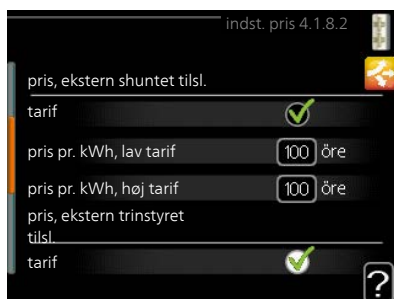 indst. pris 4.1.8.2
pris, ekstern shuntet tilsl.
tarif
pris pr. kWh, lav tarif 100 öre
pris pr. kWh, høj tarif 100 öre
pris, ekstern trinstyret
tilsl.
tarif
?